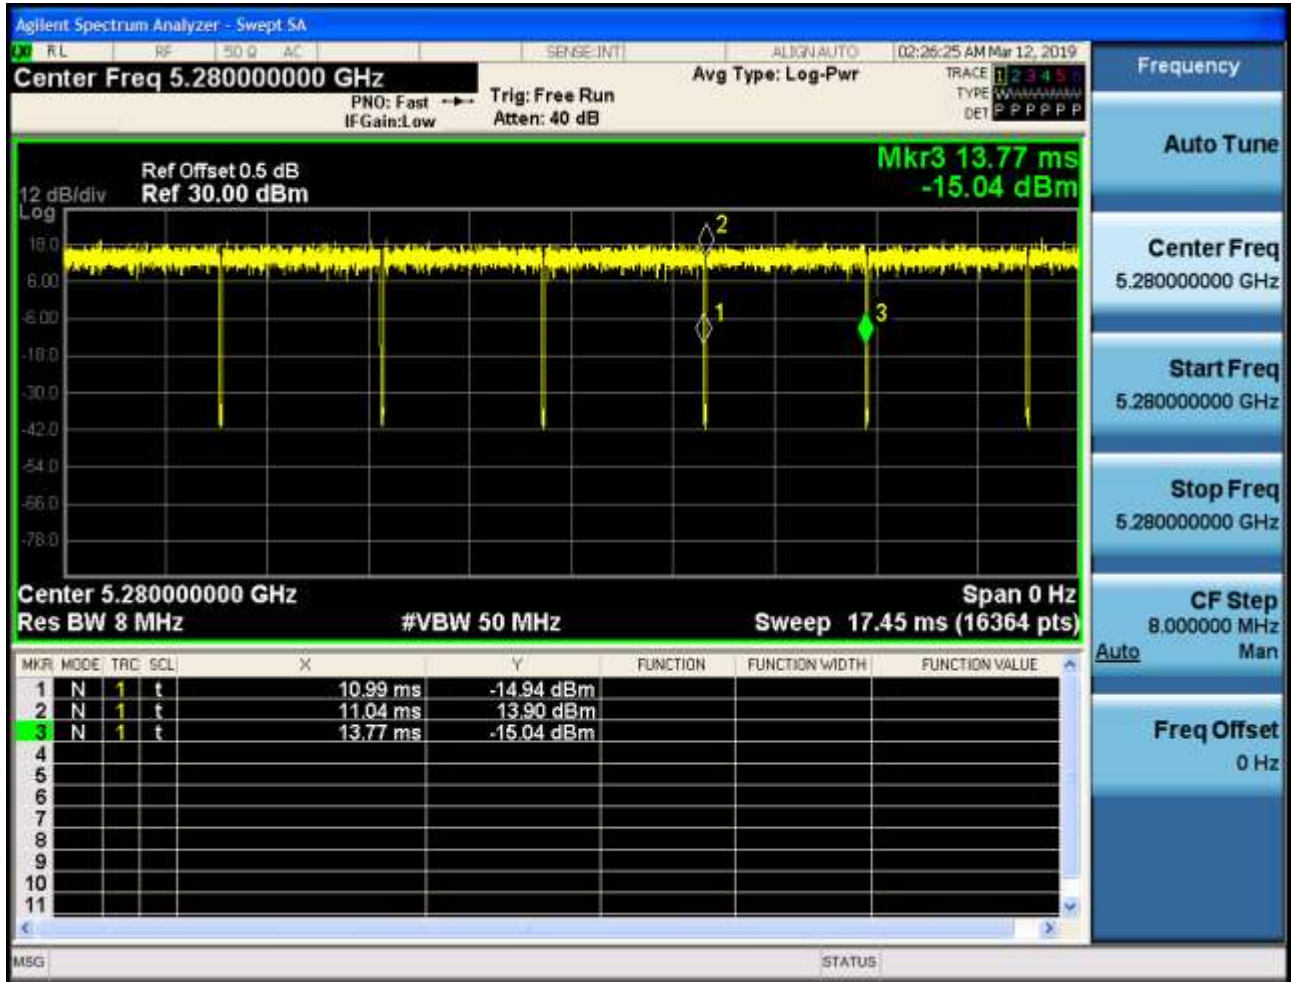 Agilent Spectrum Analyzer - Swept SA
RL RF 50 Ω AC SENSE:INT ALIGNAUTO 02:26:25 AM Mar 12, 2019
Center Freq 5.280000000 GHz
PNO: Fast
IFGain:Low
Trig: Free Run
Atten: 40 dB
Avg Type: Log-Pwr
TRACE 1 2 3 4 5 6
TYPE
DET P P P P P P
Mkr3 13.77 ms
-15.04 dBm
Ref Offset 0.5 dB
12 dB/div Ref 30.00 dBm
Log
18.0
6.00
-6.00
-18.0
-30.0
-42.0
-54.0
-66.0
-78.0
2
1
3
Center 5.280000000 GHz Span 0 Hz
Res BW 8 MHz #VBW 50 MHz Sweep 17.45 ms (16364 pts)
MKR MODE TRC SCL X Y FUNCTION FUNCTION WIDTH FUNCTION VALUE
1 N 1 t 10.99 ms -14.94 dBm
2 N 1 t 11.04 ms 13.90 dBm
3 N 1 t 13.77 ms -15.04 dBm
4
5
6
7
8
9
10
11
MSG STATUS
Frequency
Auto Tune
Center Freq
5.280000000 GHz
Start Freq
5.280000000 GHz
Stop Freq
5.280000000 GHz
CF Step
8.000000 MHz
Auto Man
Freq Offset
0 Hz